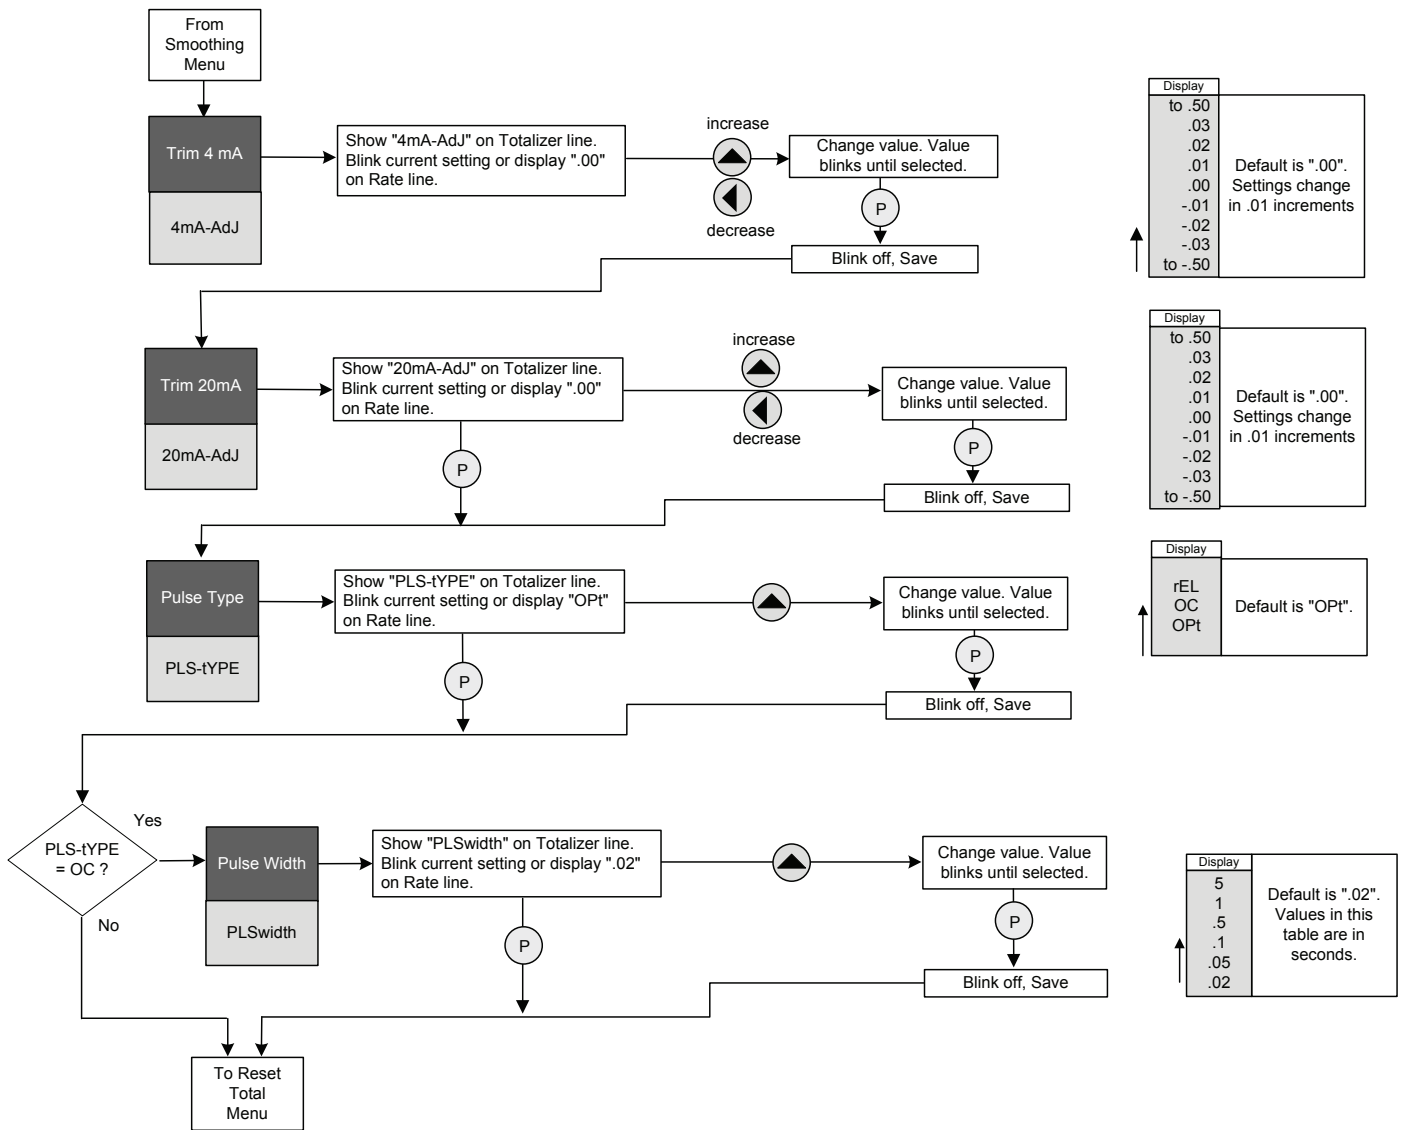 From
Smoothing
Menu
Trim 4 mA
4mA-AdJ
Show "4mA-AdJ" on Totalizer line.
Blink current setting or display ".00"
on Rate line.
increase
decrease
Change value. Value
blinks until selected.
P
Blink off, Save
Display
to .50
.03
.02
.01
.00
-.01
-.02
-.03
to -.50
Default is ".00".
Settings change
in .01 increments
Trim 20mA
20mA-AdJ
Show "20mA-AdJ" on Totalizer line.
Blink current setting or display ".00"
on Rate line.
P
increase
decrease
Change value. Value
blinks until selected.
P
Blink off, Save
Display
to .50
.03
.02
.01
.00
-.01
-.02
-.03
to -.50
Default is ".00".
Settings change
in .01 increments
Pulse Type
PLS-tYPE
Show "PLS-tYPE" on Totalizer line.
Blink current setting or display "OPt"
on Rate line.
P
Change value. Value
blinks until selected.
P
Blink off, Save
Display
rEL
OC
OPt
Default is "OPt".
PLS-tYPE
= OC ?
Yes
No
Pulse Width
PLSwidth
Show "PLSwidth" on Totalizer line.
Blink current setting or display ".02"
on Rate line.
P
Change value. Value
blinks until selected.
P
Blink off, Save
Display
5
1
.5
.1
.05
.02
Default is ".02".
Values in this
table are in
seconds.
To Reset
Total
Menu